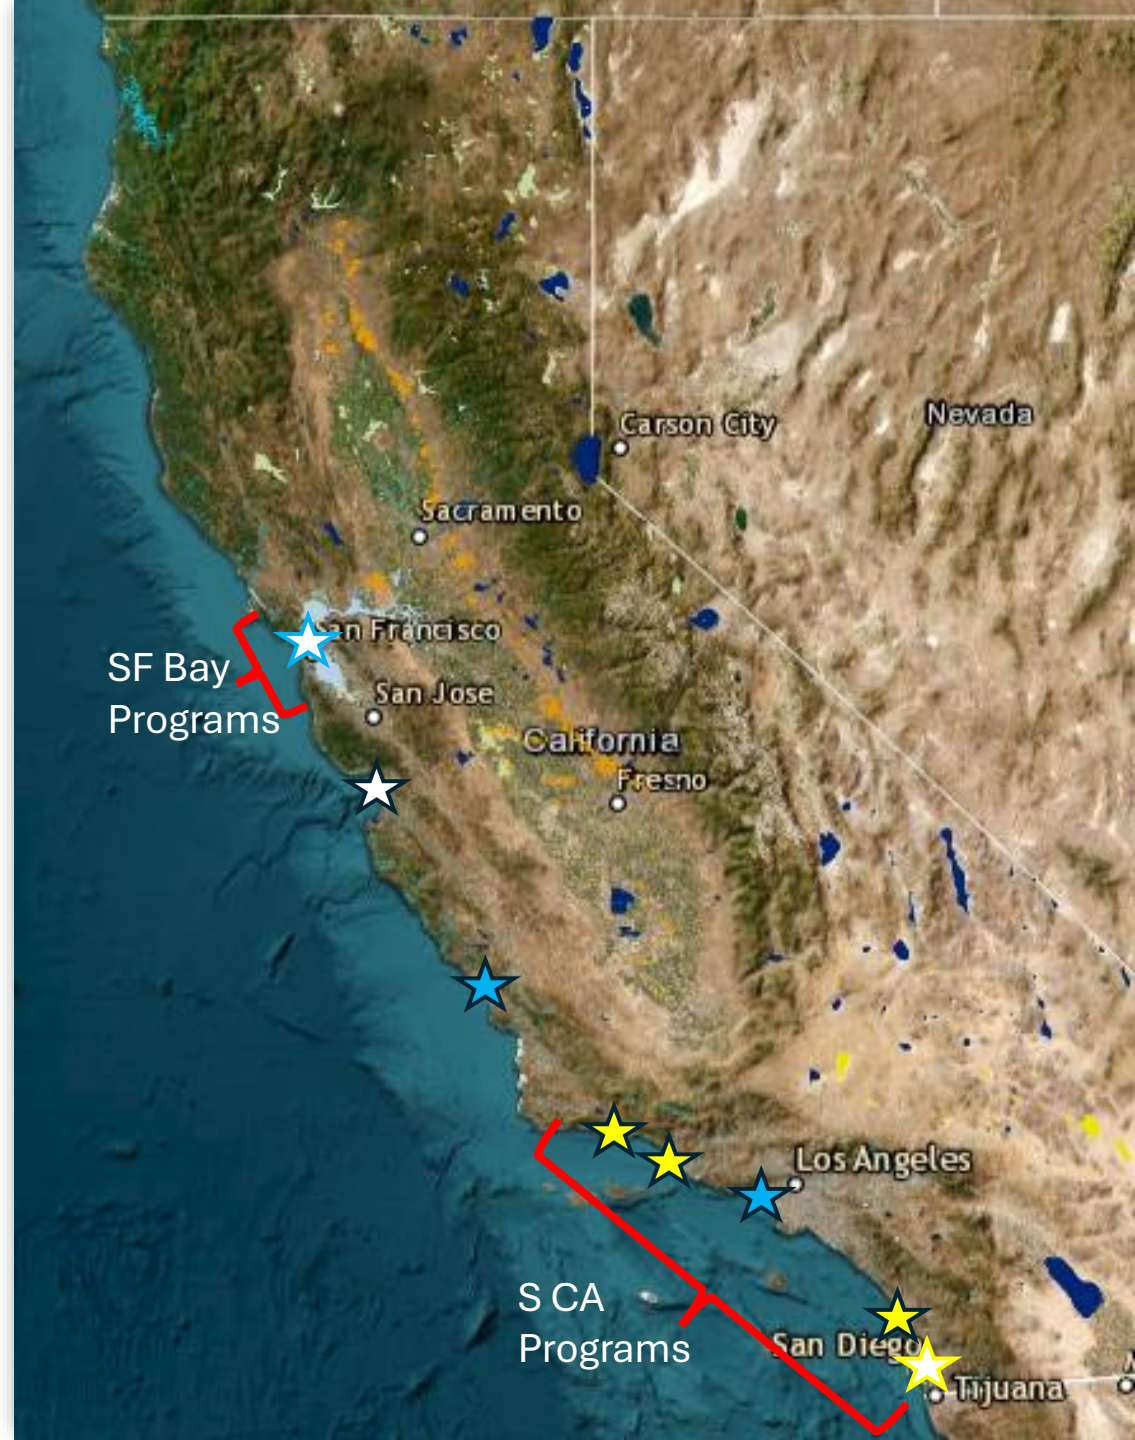 Carson City
Nevada
Sacramento
an Francisco
SF Bay
Programs
San Jose
California
Fresno
Los Angeles
S CA
Programs
San Diego
Tijuana